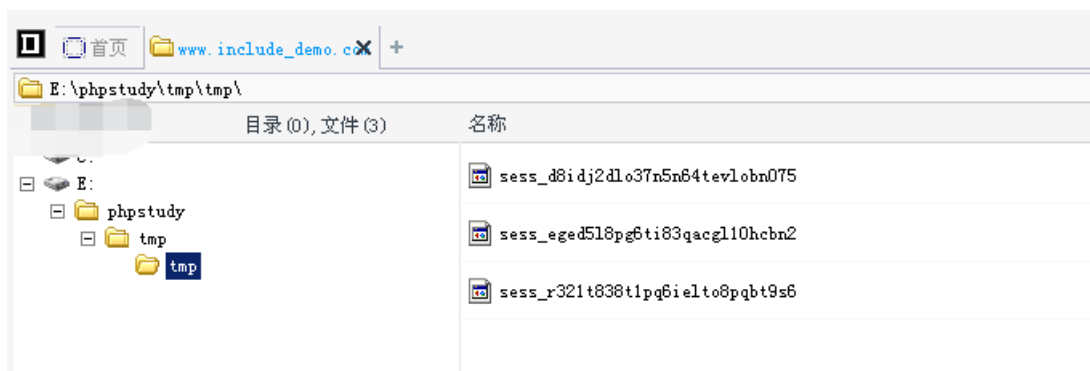 首页 www.include_demo.co +
E:\phpstudy\tmp\tmp\
目录(0),文件(3) 名称
E:
phpstudy
tmp
tmp
sess_d8idj2dlo37n5n64tevlobn075
sess_eged5l8pg6ti83qacgl10hcbn2
sess_r321t838t1pq6ielto8pqbt9s6